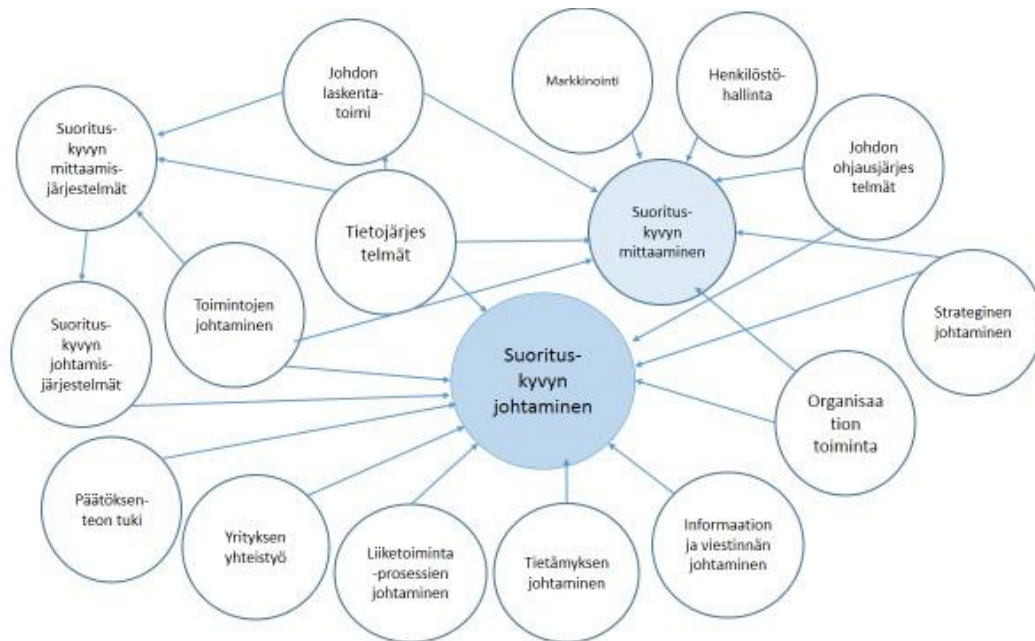 Johdon
laskenta-
toimi
Markkinointi
Henkilöstö-
hallinta
Suoritus-
kyvyn
mittaamis-
järjestelmät
Johdon
ohjausjärjes
telmät
Tietojärjes
telmät
Suoritus-
kyvyn
mittaaminen
Toimintojen
johtaminen
Strateginen
johtaminen
Suoritus-
kyvyn
johtamis-
järjestelmät
Suoritus-
kyvyn
johtaminen
Organisaa
tion
toiminta
Päätöksen-
teon tuki
Yrityksen
yhteistyö
Liiketoiminta
-prosessien
johtaminen
Tietämyksen
johtaminen
Informaation
ja viestinnän
johtaminen